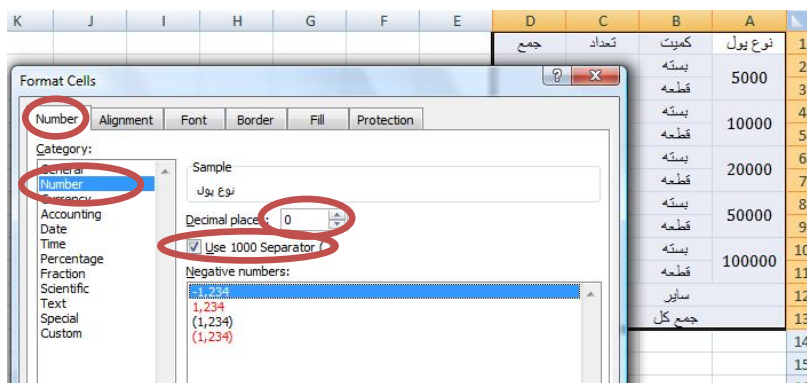 K J I H G F E D C B A
نوع پول کمیت تعداد جمع 1
بسته 2
5000
قطعه 3
بسته 4
10000
قطعه 5
بسته 6
20000
قطعه 7
بسته 8
50000
قطعه 9
بسته 10
100000
قطعه 11
سایر 12
جمع کل 13
14
15
Format Cells
Number Alignment Font Border Fill Protection
Category:
General
Number
Currency
Accounting
Date
Time
Percentage
Fraction
Scientific
Text
Special
Custom
Sample
نوع پول
Decimal places: 0
Use 1000 Separator (
Negative numbers:
-1,234
1,234
(1,234)
(1,234)